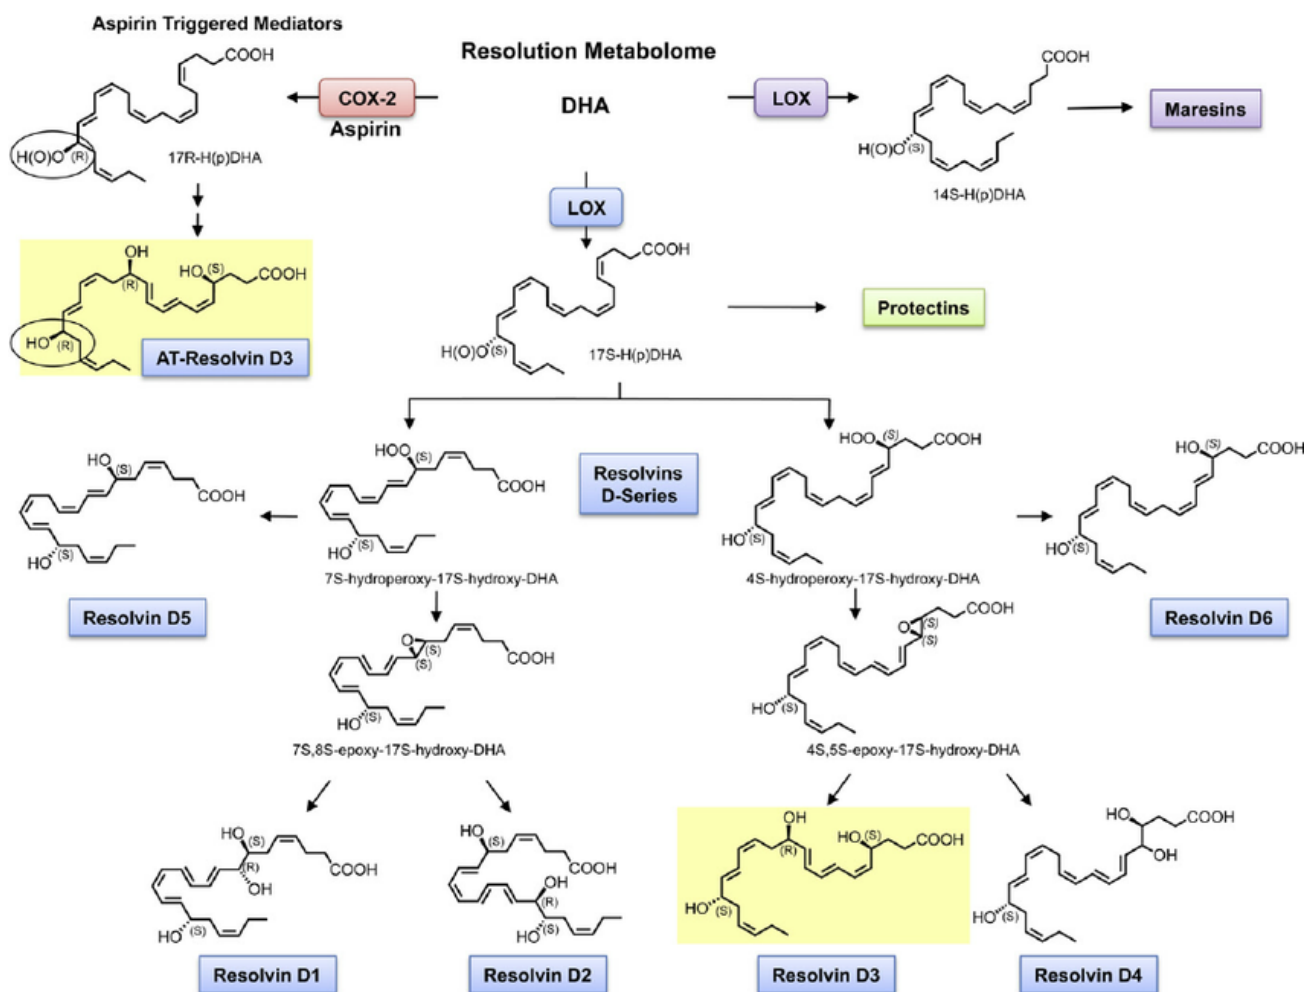 Aspirin Triggered Mediators
Resolution Metabolome
COOH
COOH
COX-2
Aspirin
DHA
LOX
Maresins
H(O)O
(R)
17R-H(p)DHA
H(O)O
(S)
14S-H(p)DHA
LOX
OH
(R)
HO
(S)
COOH
HO
(R)
AT-Resolvin D3
COOH
H(O)O
(S)
17S-H(p)DHA
Protectins
HO
(S)
COOH
HO
(S)
Resolvin D5
HOO
(S)
COOH
HO
(S)
7S-hydroperoxy-17S-hydroxy-DHA
Resolvins
D-Series
HOO
(S)
COOH
HO
(S)
4S-hydroperoxy-17S-hydroxy-DHA
HO
(S)
COOH
HO
(S)
Resolvin D6
O
(S)
(S)
COOH
HO
(S)
7S,8S-epoxy-17S-hydroxy-DHA
O
(S)
(S)
COOH
HO
(S)
4S,5S-epoxy-17S-hydroxy-DHA
HO
(S)
(R)
OH
COOH
HO
(S)
Resolvin D1
HO
(S)
COOH
OH
(R)
HO
(S)
Resolvin D2
OH
(R)
HO
(S)
COOH
HO
(S)
Resolvin D3
HO
COOH
OH
HO
(S)
Resolvin D4